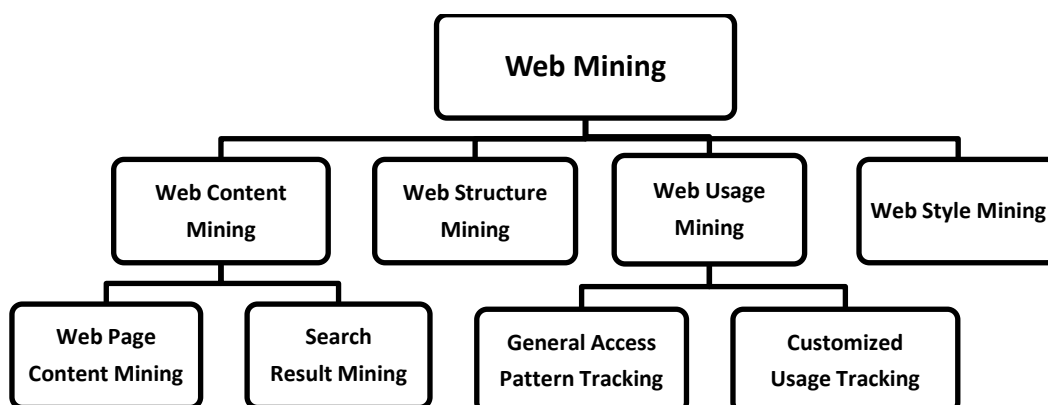 Web Mining
Web Content
Mining
Web Structure
Mining
Web Usage
Mining
Web Style Mining
Web Page
Content Mining
Search
Result Mining
General Access
Pattern Tracking
Customized
Usage Tracking